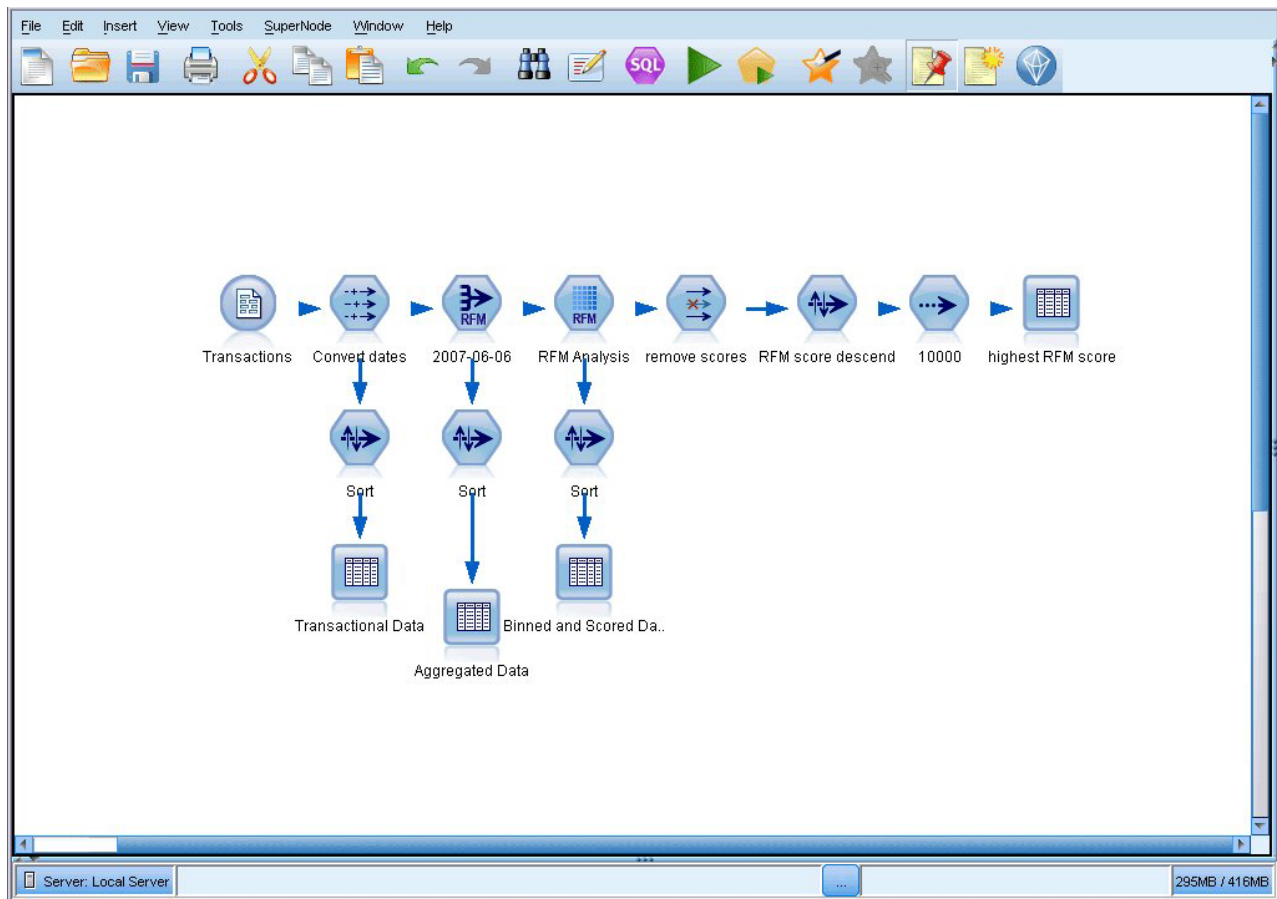 File Edit Insert View Tools SuperNode Window Help
SQL
RFM RFM
Transactions Convert dates 2007-06-06 RFM Analysis remove scores RFM score descend 10000 highest RFM score
Sort Sort Sort
Transactional Data Binned and Scored Da..
Aggregated Data
...
Server: Local Server ... 295MB / 416MB